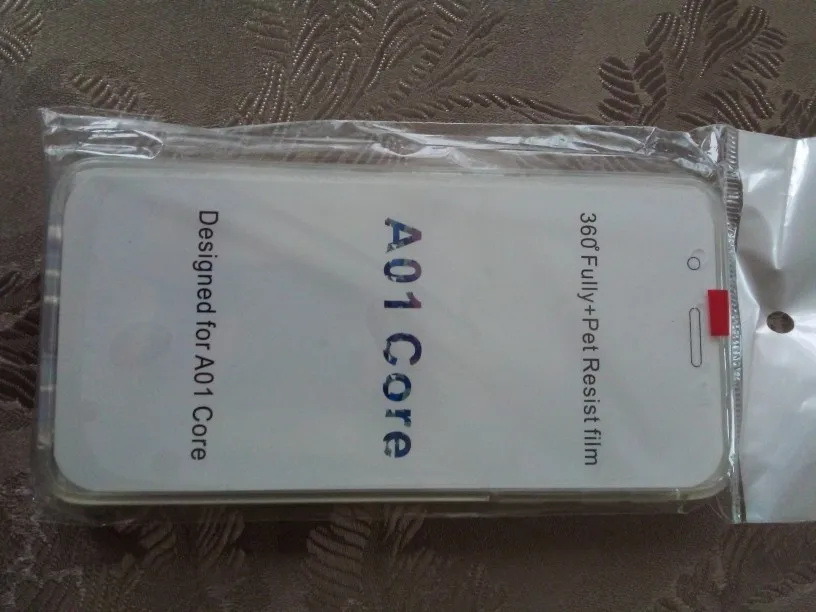 360° Fully+Pet Resist film
A01 Core
Designed for A01 Core